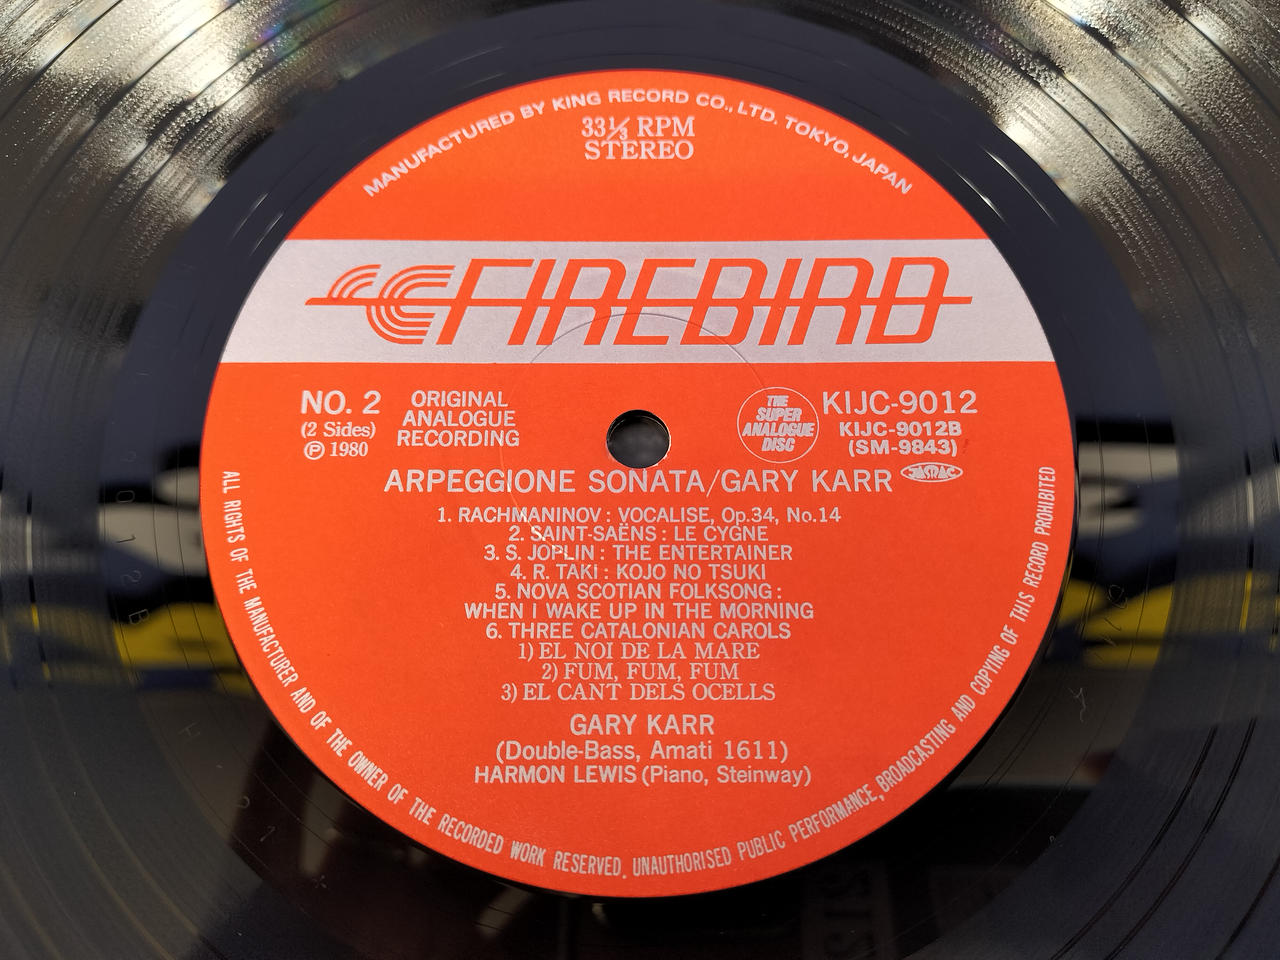 MANUFACTURED BY KING RECORD CO., LTD. TOKYO, JAPAN
33⅓ RPM
STEREO
FIREBIRD
NO. 2
(2 Sides)
Ⓟ 1980
ORIGINAL
ANALOGUE
RECORDING
THE
SUPER
ANALOGUE
DISC
KIJC-9012
KIJC-9012B
(SM-9843)
ARPEGGIONE SONATA/GARY KARR JASRAC
1. RACHMANINOV : VOCALISE, Op.34, No.14
2. SAINT-SAËNS : LE CYGNE
3. S. JOPLIN : THE ENTERTAINER
4. R. TAKI : KOJO NO TSUKI
5. NOVA SCOTIAN FOLKSONG :
WHEN I WAKE UP IN THE MORNING
6. THREE CATALONIAN CAROLS
1) EL NOI DE LA MARE
2) FUM, FUM, FUM
3) EL CANT DELS OCELLS
GARY KARR
(Double-Bass, Amati 1611)
HARMON LEWIS (Piano, Steinway)
ALL RIGHTS OF THE MANUFACTURER AND OF THE OWNER OF THE RECORDED WORK RESERVED. UNAUTHORISED PUBLIC PERFORMANCE, BROADCASTING AND COPYING OF THIS RECORD PROHIBITED